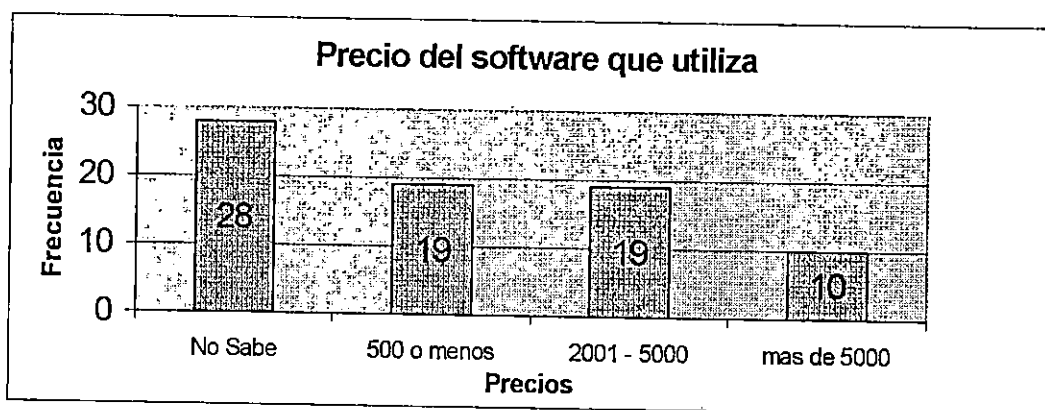 Precio del software que utiliza
30
20
10
0
Frecuencia
28
19
19
10
No Sabe
500 o menos
2001 - 5000
mas de 5000
Precios